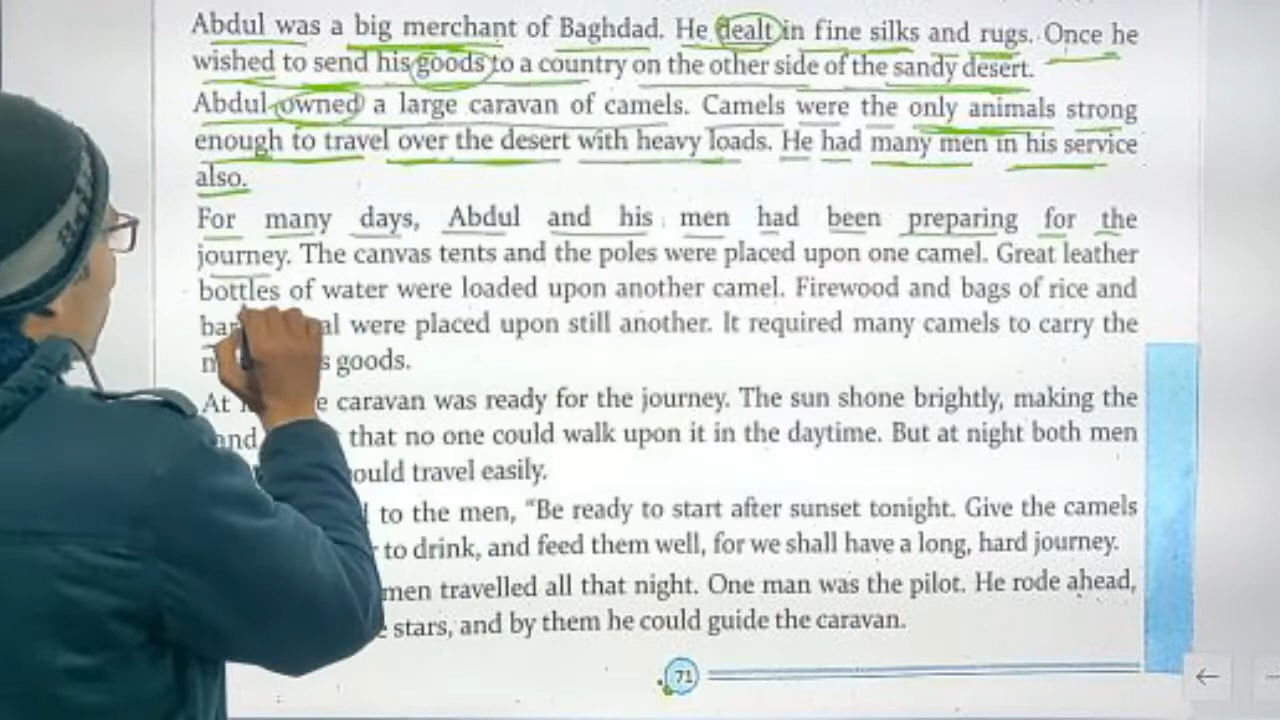 Abdul was a big merchant of Baghdad. He dealt in fine silks and rugs. Once he
wished to send his goods to a country on the other side of the sandy desert.
Abdul owned a large caravan of camels. Camels were the only animals strong
enough to travel over the desert with heavy loads. He had many men in his service
also.
For many days, Abdul and his men had been preparing for the
journey. The canvas tents and the poles were placed upon one camel. Great leather
bottles of water were loaded upon another camel. Firewood and bags of rice and
were placed upon still another. It required many camels to carry the
goods.
At caravan was ready for the journey. The sun shone brightly, making the
that no one could walk upon it in the daytime. But at night both men
could travel easily.
to the men, “Be ready to start after sunset tonight. Give the camels
to drink, and feed them well, for we shall have a long, hard journey.
men travelled all that night. One man was the pilot. He rode ahead,
stars, and by them he could guide the caravan.
71